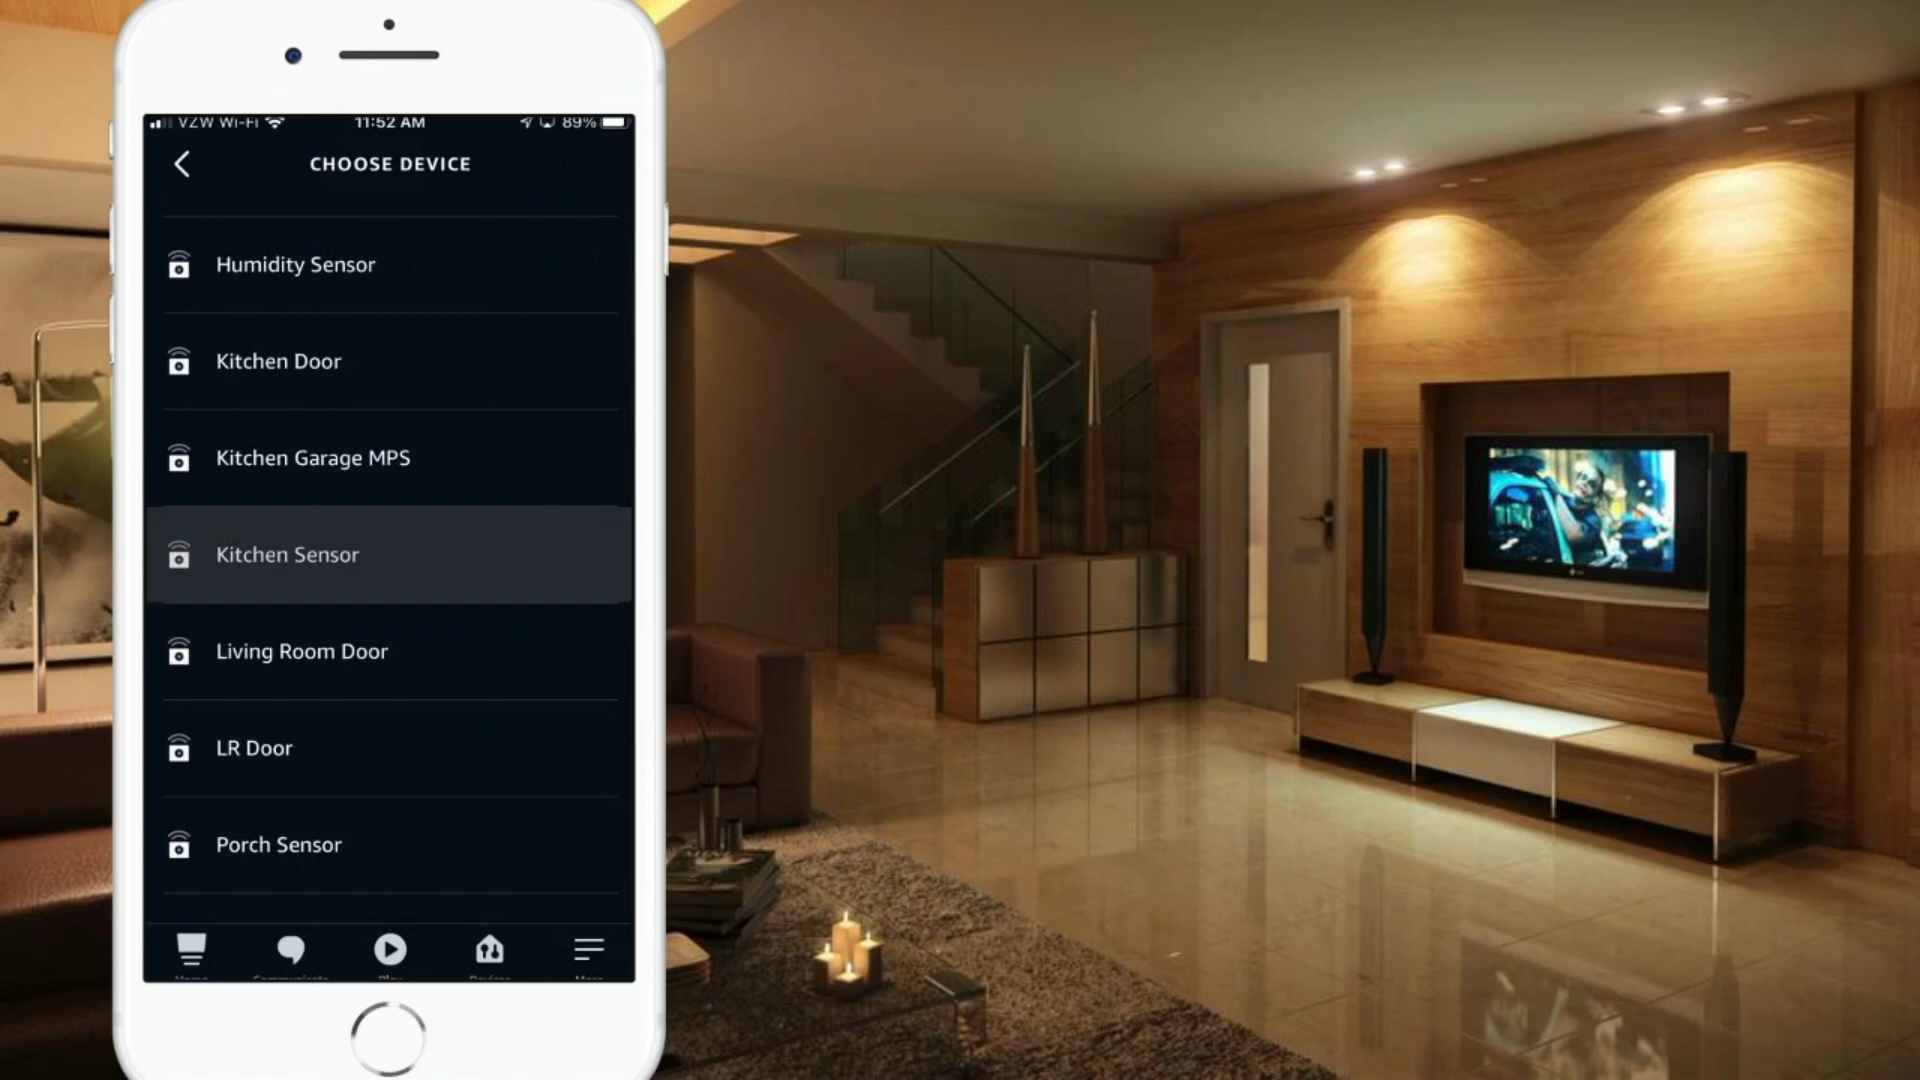 VZW Wi-Fi
11:52 AM
89%
CHOOSE DEVICE
Humidity Sensor
Kitchen Door
Kitchen Garage MPS
Kitchen Sensor
Living Room Door
LR Door
Porch Sensor